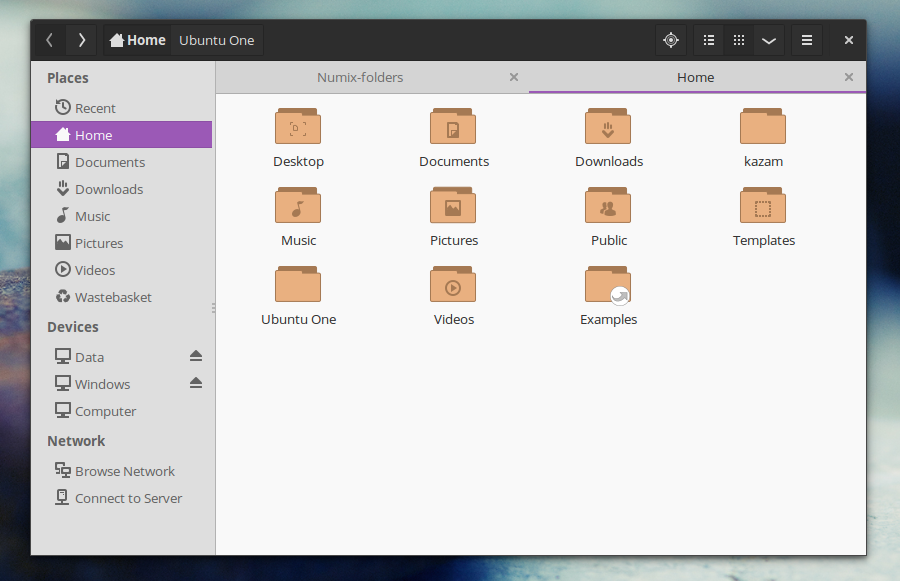 Home Ubuntu One
Places
Recent
Home
Documents
Downloads
Music
Pictures
Videos
Wastebasket
Devices
Data
Windows
Computer
Network
Browse Network
Connect to Server
Numix-folders Home
Desktop Documents Downloads kazam
Music Pictures Public Templates
Ubuntu One Videos Examples